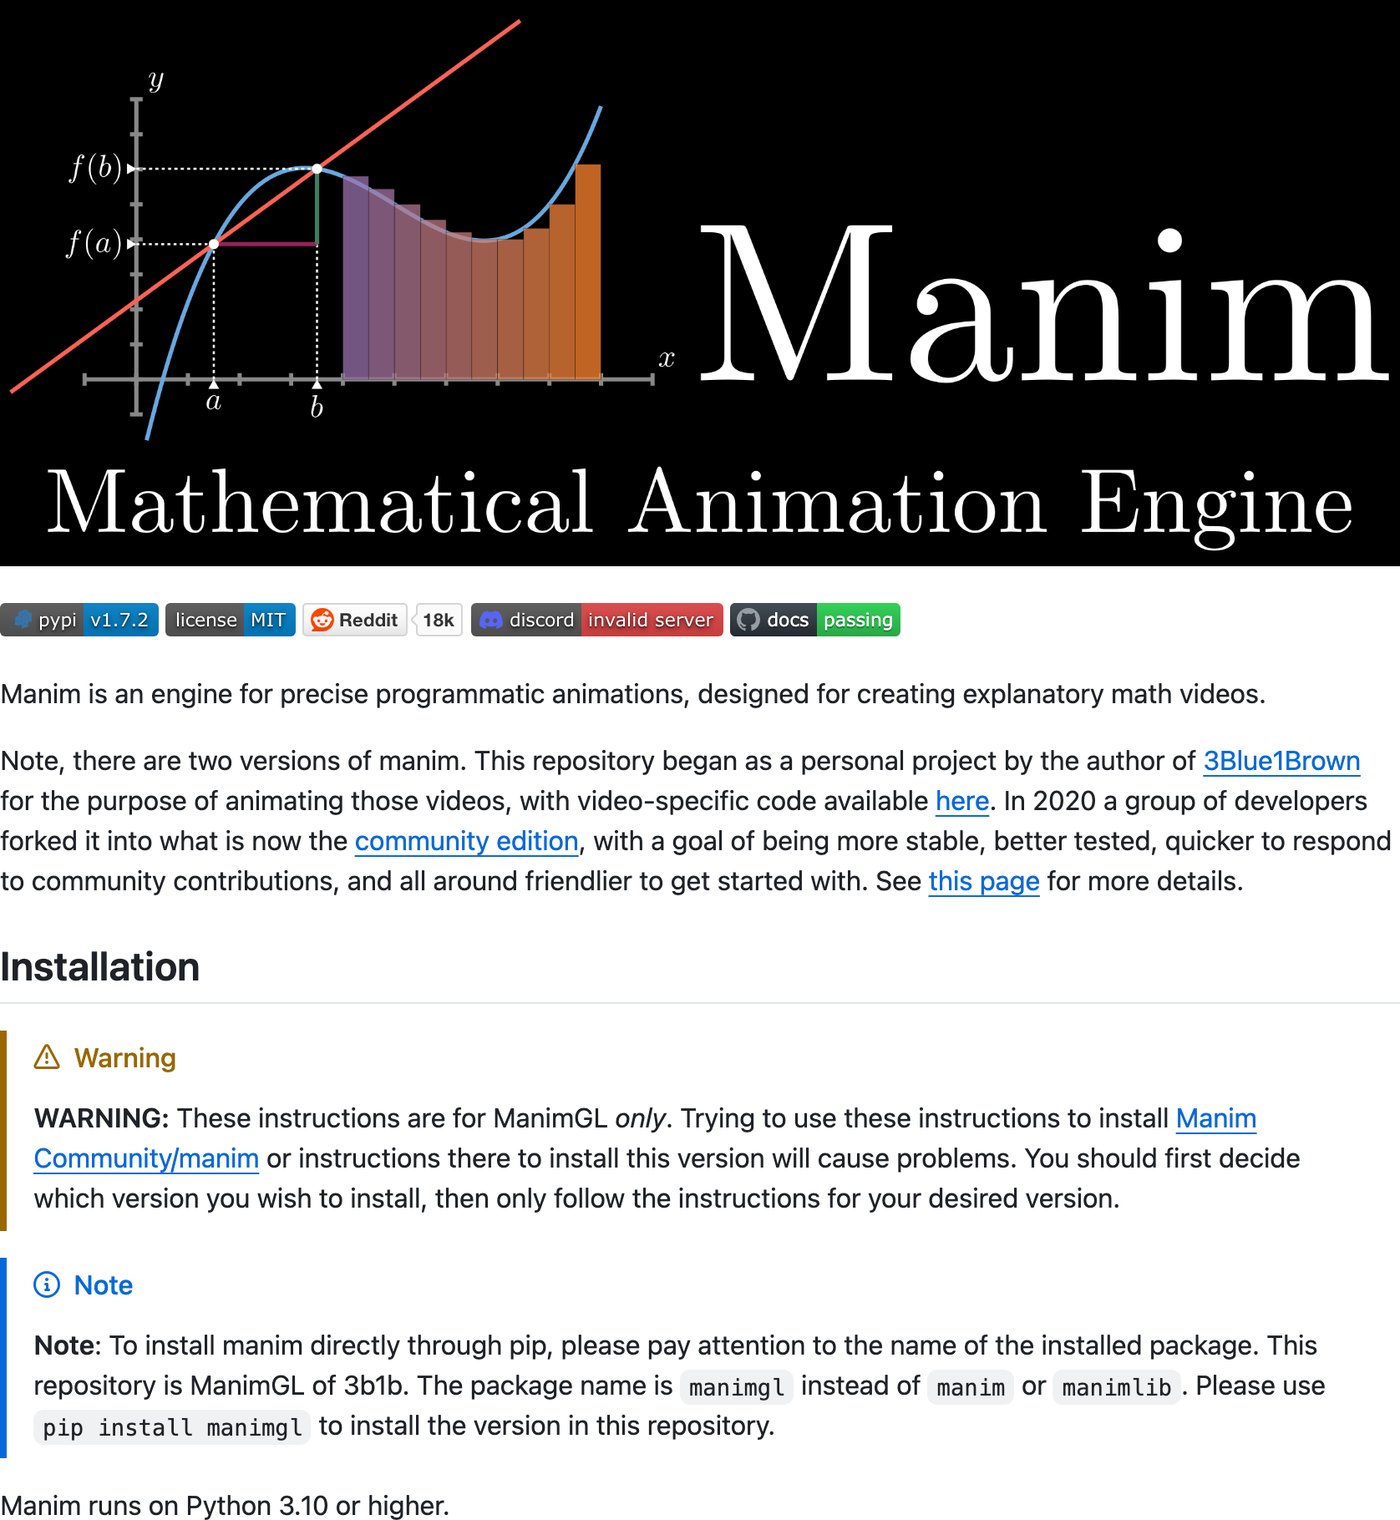 y
f(b)
f(a)
x
a
b
Manim
Mathematical Animation Engine
pypi v1.7.2 license MIT Reddit 18k discord invalid server docs passing
Manim is an engine for precise programmatic animations, designed for creating explanatory math videos.
Note, there are two versions of manim. This repository began as a personal project by the author of 3Blue1Brown
for the purpose of animating those videos, with video-specific code available here. In 2020 a group of developers
forked it into what is now the community edition, with a goal of being more stable, better tested, quicker to respond
to community contributions, and all around friendlier to get started with. See this page for more details.
Installation
Warning
WARNING: These instructions are for ManimGL only. Trying to use these instructions to install Manim
Community/manim or instructions there to install this version will cause problems. You should first decide
which version you wish to install, then only follow the instructions for your desired version.
Note
Note: To install manim directly through pip, please pay attention to the name of the installed package. This
repository is ManimGL of 3b1b. The package name is manimgl instead of manim or manimlib. Please use
pip install manimgl to install the version in this repository.
Manim runs on Python 3.10 or higher.